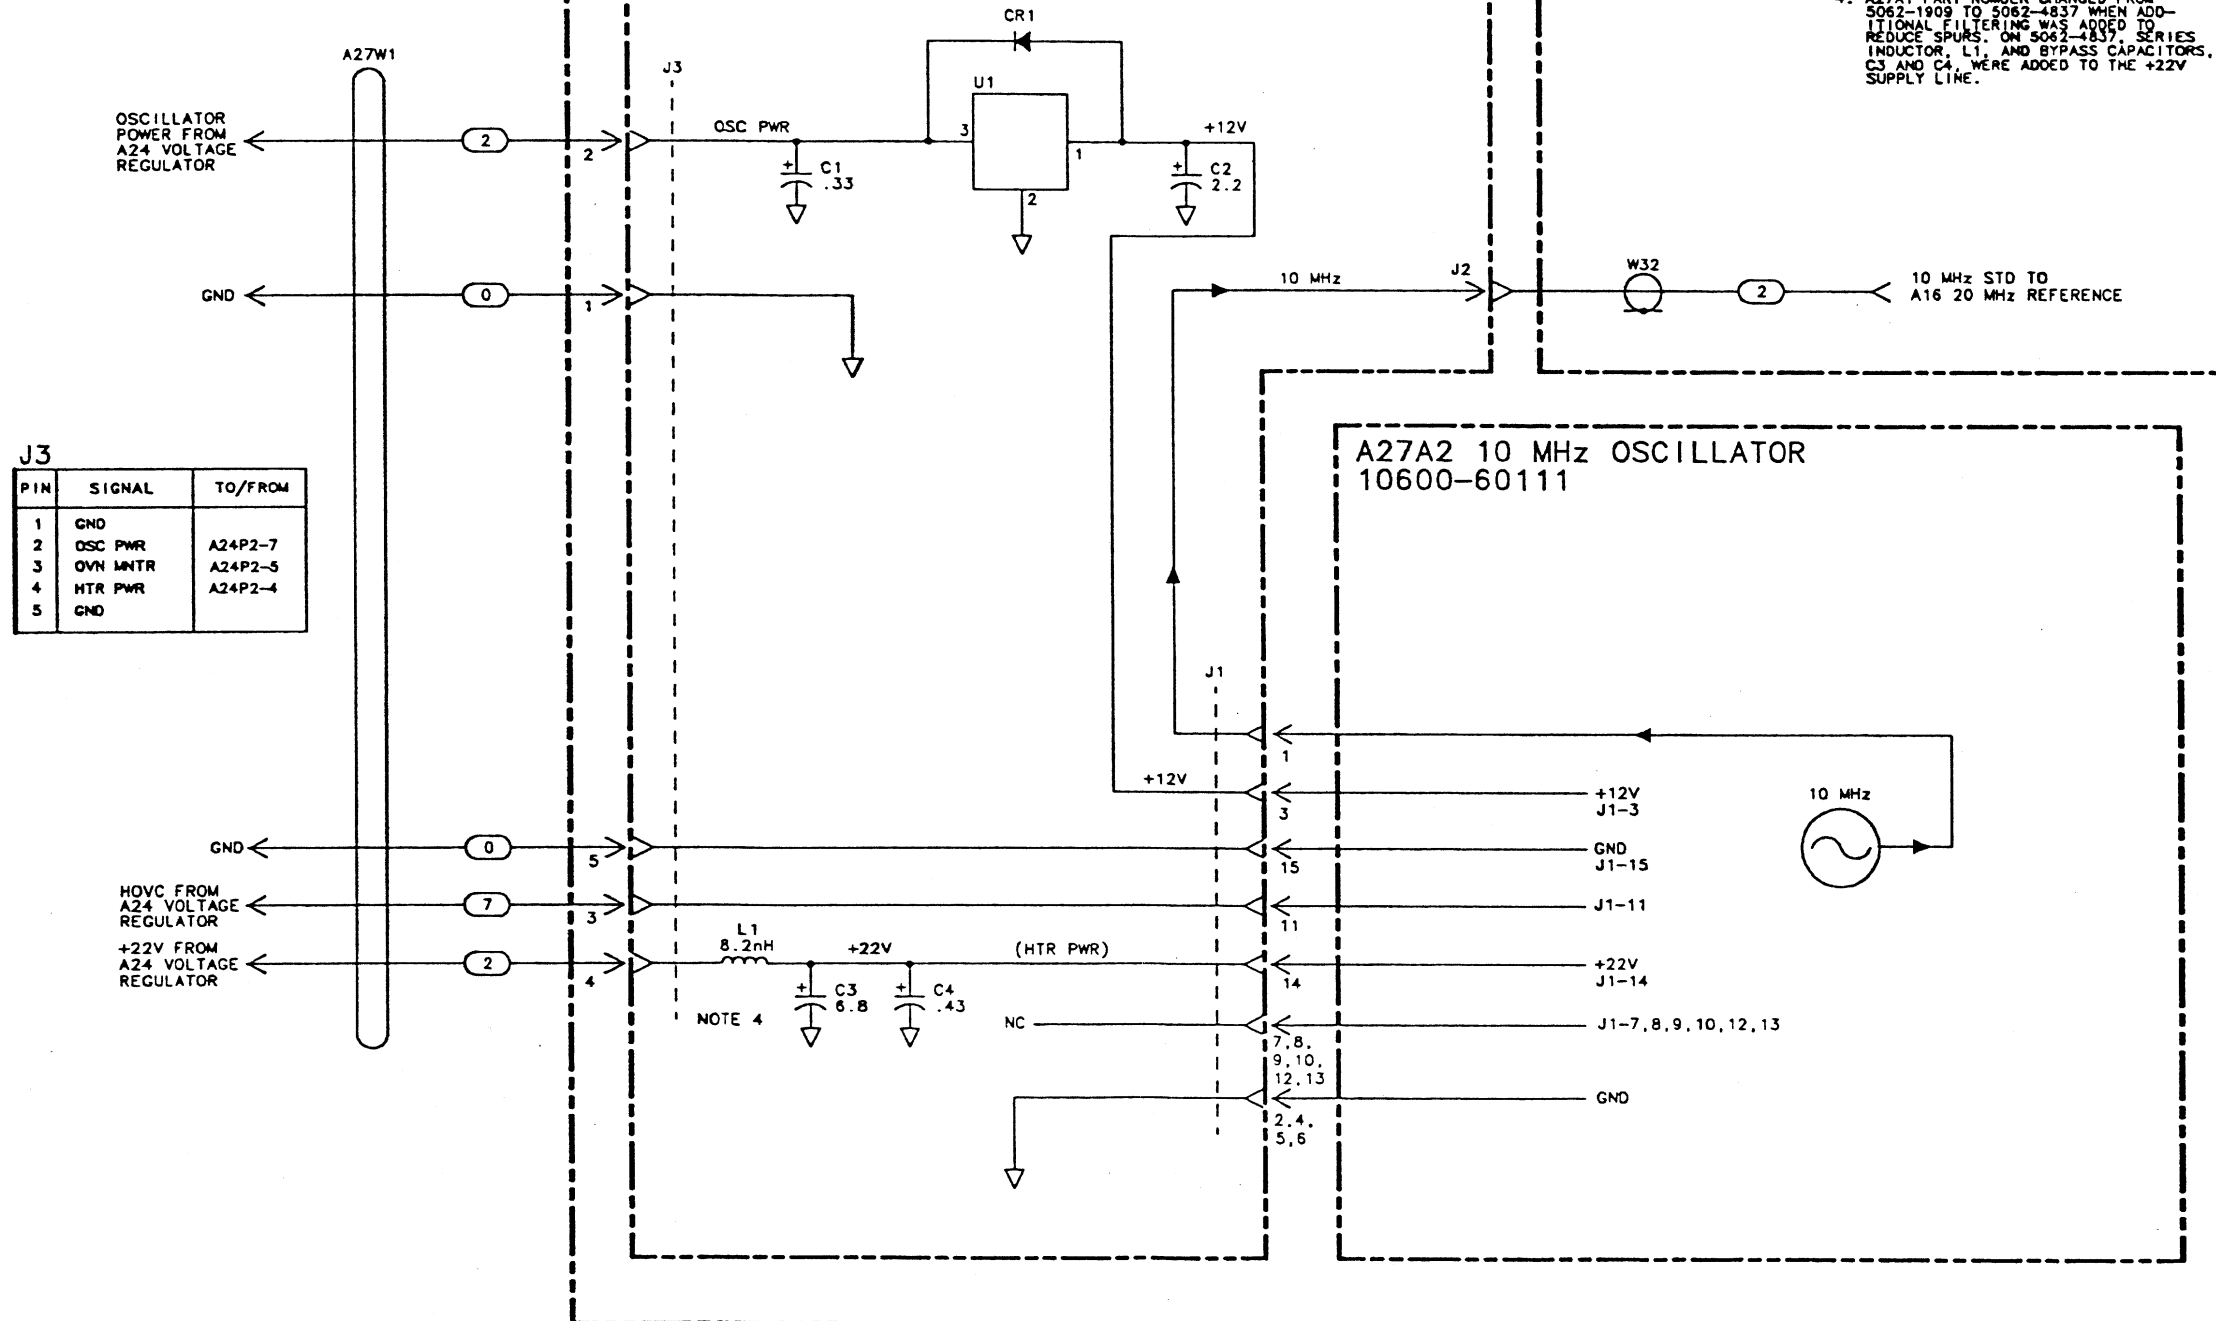 4. A27A1 PART NUMBER CHANGED FROM
5062-1909 TO 5062-4837 WHEN ADD-
ITIONAL FILTERING WAS ADDED TO
REDUCE SPURS. ON 5062-4837, SERIES
INDUCTOR, L1, AND BYPASS CAPACITORS,
C3 AND C4, WERE ADDED TO THE +22V
SUPPLY LINE.
CR1
A27W1
J3
U1
OSCILLATOR
POWER FROM
A24 VOLTAGE
REGULATOR
2
2
OSC PWR
3
1
2
+12V
+
C1
.33
+
C2
2.2
GND
0
1
10 MHz
J2
W32
2
10 MHz STD TO
A16 20 MHz REFERENCE
J3
PIN SIGNAL TO/FROM
1 GND
2 OSC PWR A24P2-7
3 OVN MNTR A24P2-5
4 HTR PWR A24P2-4
5 GND
A27A2 10 MHz OSCILLATOR
10600-60111
J1
1
+12V
3
+12V
J1-3
10 MHz
GND
0
5
15
GND
J1-15
HOVC FROM
A24 VOLTAGE
REGULATOR
7
3
11
J1-11
+22V FROM
A24 VOLTAGE
REGULATOR
2
4
L1
8.2nH
+22V
(HTR PWR)
14
+22V
J1-14
+
C3
6.8
+
C4
.43
NOTE 4
NC
7,8,
9,10,
12,13
J1-7,8,9,10,12,13
2,4,
5,6
GND